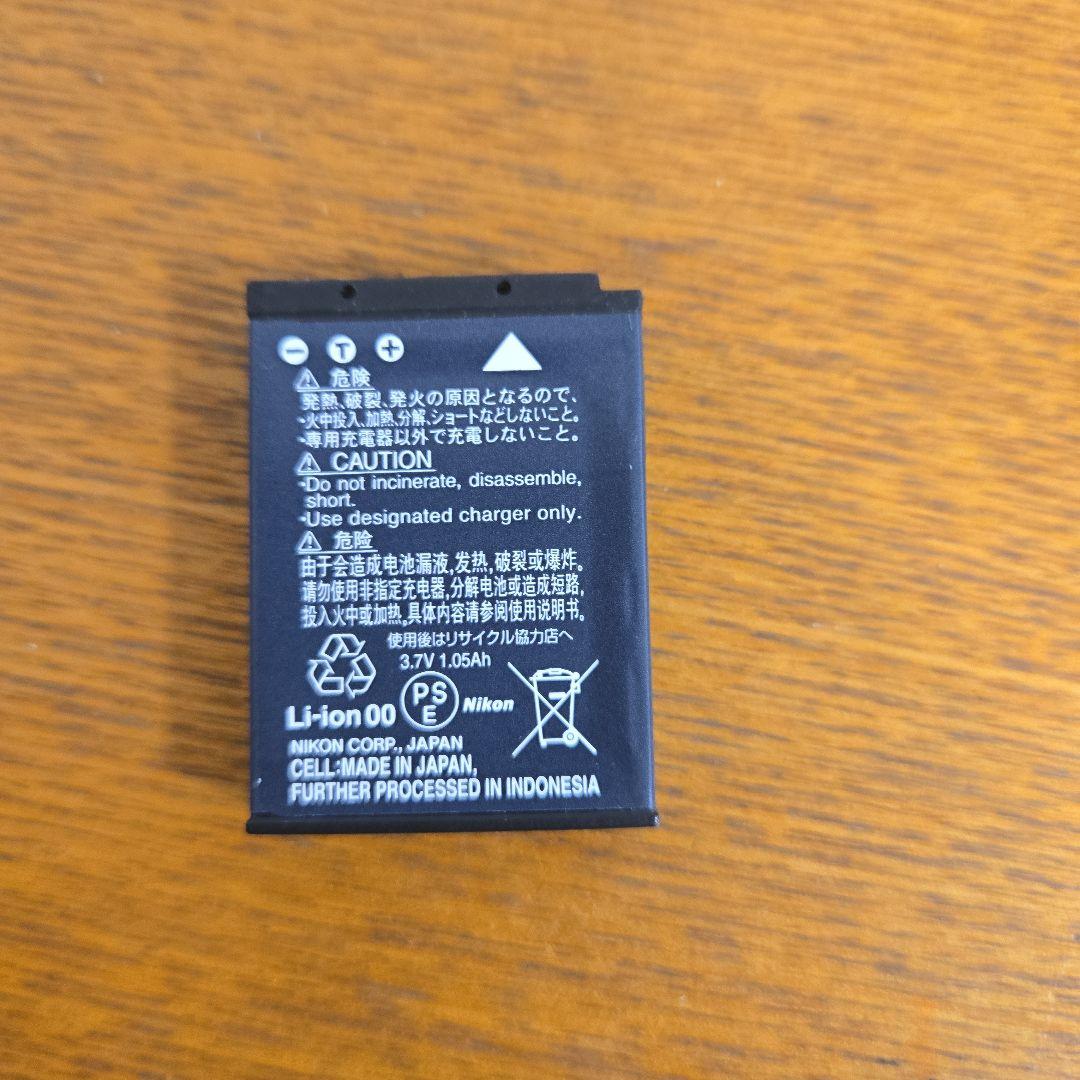 − T +
危険
発熱、破裂、発火の原因となるので、
・火中投入、加熱、分解、ショートなどしないこと。
・専用充電器以外で充電しないこと。
CAUTION
・Do not incinerate, disassemble,
short.
・Use designated charger only.
危险
由于会造成电池漏液,发热,破裂或爆炸。
请勿使用非指定充电器,分解电池或造成短路,
投入火中或加热,具体内容请参阅使用说明书。
使用後はリサイクル協力店へ
3.7V 1.05Ah
Li-ion 00
PS
E
Nikon
NIKON CORP., JAPAN
CELL:MADE IN JAPAN,
FURTHER PROCESSED IN INDONESIA